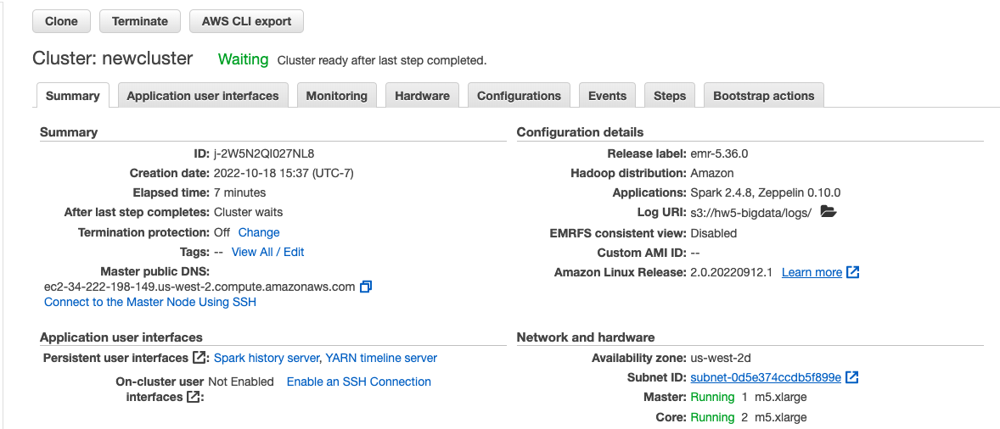 Clone Terminate AWS CLI export
Cluster: newcluster Waiting Cluster ready after last step completed.
Summary Application user interfaces Monitoring Hardware Configurations Events Steps Bootstrap actions
Summary
ID: j-2W5N2QI027NL8
Creation date: 2022-10-18 15:37 (UTC-7)
Elapsed time: 7 minutes
After last step completes: Cluster waits
Termination protection: Off Change
Tags: -- View All / Edit
Master public DNS:
ec2-34-222-198-149.us-west-2.compute.amazonaws.com
Connect to the Master Node Using SSH
Configuration details
Release label: emr-5.36.0
Hadoop distribution: Amazon
Applications: Spark 2.4.8, Zeppelin 0.10.0
Log URI: s3://hw5-bigdata/logs/
EMRFS consistent view: Disabled
Custom AMI ID: --
Amazon Linux Release: 2.0.20220912.1 Learn more
Application user interfaces
Persistent user interfaces : Spark history server, YARN timeline server
On-cluster user Not Enabled Enable an SSH Connection
interfaces :
Network and hardware
Availability zone: us-west-2d
Subnet ID: subnet-0d5e374ccdb5f899e
Master: Running 1 m5.xlarge
Core: Running 2 m5.xlarge